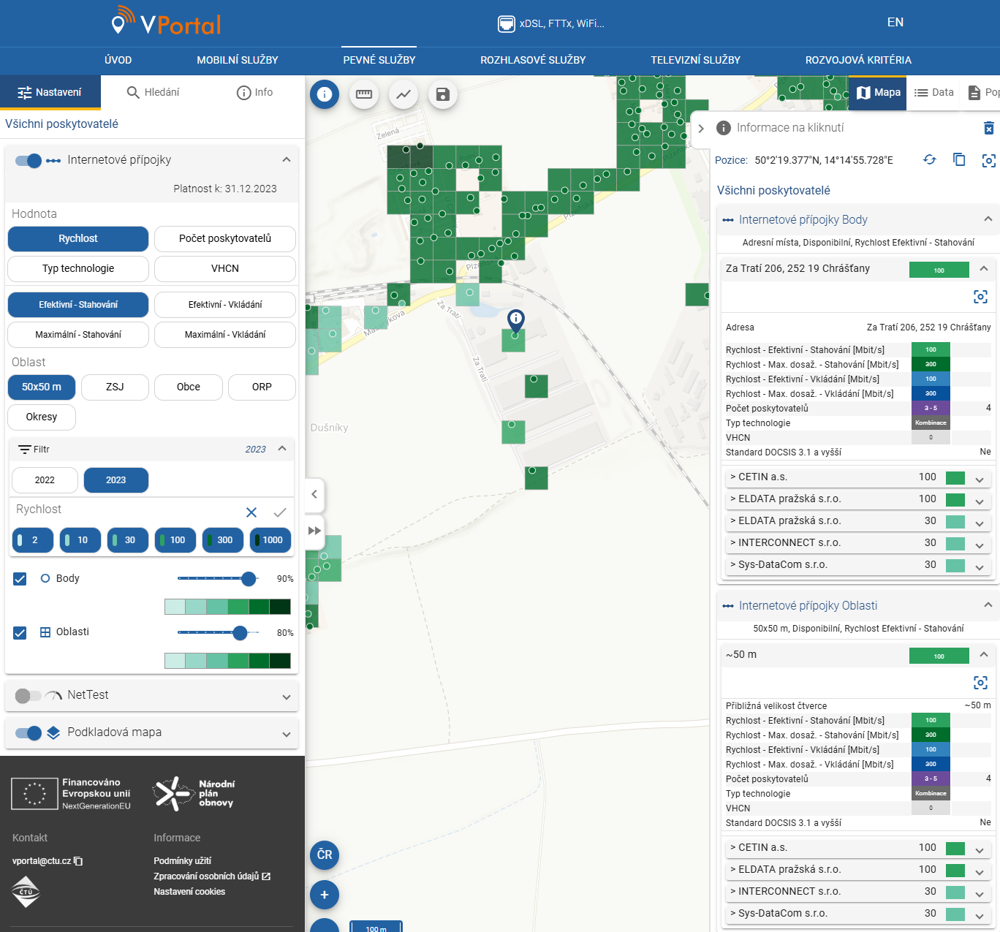 VPortal
xDSL, FTTx, WiFi...
EN
ÚVOD
MOBILNÍ SLUŽBY
PEVNÉ SLUŽBY
ROZHLASOVÉ SLUŽBY
TELEVIZNÍ SLUŽBY
ROZVOJOVÁ KRITÉRIA
Nastavení
Hledání
Info
Všichni poskytovatelé
Internetové přípojky
Platnost k: 31.12.2023
Hodnota
Rychlost
Počet poskytovatelů
Typ technologie
VHCN
Efektivní - Stahování
Efektivní - Vkládání
Maximální - Stahování
Maximální - Vkládání
Oblast
50x50 m
ZSJ
Obce
ORP
Okresy
Filtr
2023
2022
2023
Rychlost
2
10
30
100
300
1000
Body
90%
Oblasti
80%
NetTest
Podkladová mapa
Financováno
Evropskou unií
NextGenerationEU
Národní
plán
obnovy
Kontakt
Informace
vportal@ctu.cz
Podmínky užití
Zpracování osobních údajů
Nastavení cookies
ČTÚ
Zelená
Plzeňská
Plzeňská
Masarykova
Za Tratí
Za Tratí
Dušníky
ČR
+
100 m
Mapa
Data
Pop
Informace na kliknutí
Pozice: 50°2'19.377"N, 14°14'55.728"E
Všichni poskytovatelé
Internetové přípojky Body
Adresní místa, Disponibilní, Rychlost Efektivní - Stahování
Za Tratí 206, 252 19 Chrášťany 100
Adresa Za Tratí 206, 252 19 Chrášťany
Rychlost - Efektivní - Stahování [Mbit/s] 100
Rychlost - Max. dosaž. - Stahování [Mbit/s] 300
Rychlost - Efektivní - Vkládání [Mbit/s] 100
Rychlost - Max. dosaž. - Vkládání [Mbit/s] 300
Počet poskytovatelů 3 - 5 4
Typ technologie Kombinace
VHCN 0
Standard DOCSIS 3.1 a vyšší Ne
> CETIN a.s. 100
> ELDATA pražská s.r.o. 100
> ELDATA pražská s.r.o. 30
> INTERCONNECT s.r.o. 30
> Sys-DataCom s.r.o. 30
Internetové přípojky Oblasti
50x50 m, Disponibilní, Rychlost Efektivní - Stahování
~50 m 100
Přibližná velikost čtverce ~50 m
Rychlost - Efektivní - Stahování [Mbit/s] 100
Rychlost - Max. dosaž. - Stahování [Mbit/s] 300
Rychlost - Efektivní - Vkládání [Mbit/s] 100
Rychlost - Max. dosaž. - Vkládání [Mbit/s] 300
Počet poskytovatelů 3 - 5 4
Typ technologie Kombinace
VHCN 0
Standard DOCSIS 3.1 a vyšší Ne
> CETIN a.s. 100
> ELDATA pražská s.r.o. 100
> INTERCONNECT s.r.o. 30
> Sys-DataCom s.r.o. 30